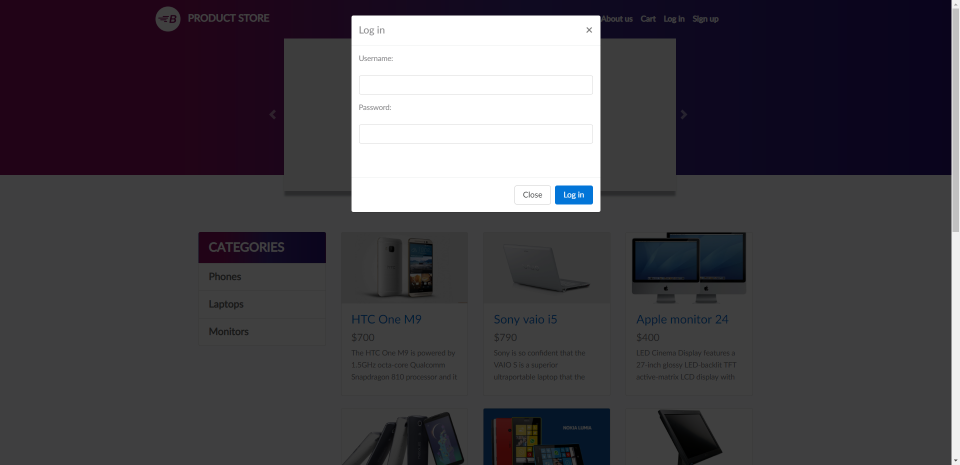 PRODUCT STORE
About us Cart Log in Sign up
Log in ×
Username:
Password:
Close Log in
CATEGORIES
Phones
Laptops
Monitors
HTC One M9
$700
The HTC One M9 is powered by
1.5GHz octa-core Qualcomm
Snapdragon 810 processor and it
Sony vaio i5
$790
Sony is so confident that the
VAIO S is a superior
ultraportable laptop that the
Apple monitor 24
$400
LED Cinema Display features a
27-inch glossy LED-backlit TFT
active-matrix LCD display with
NOKIA LUMIA